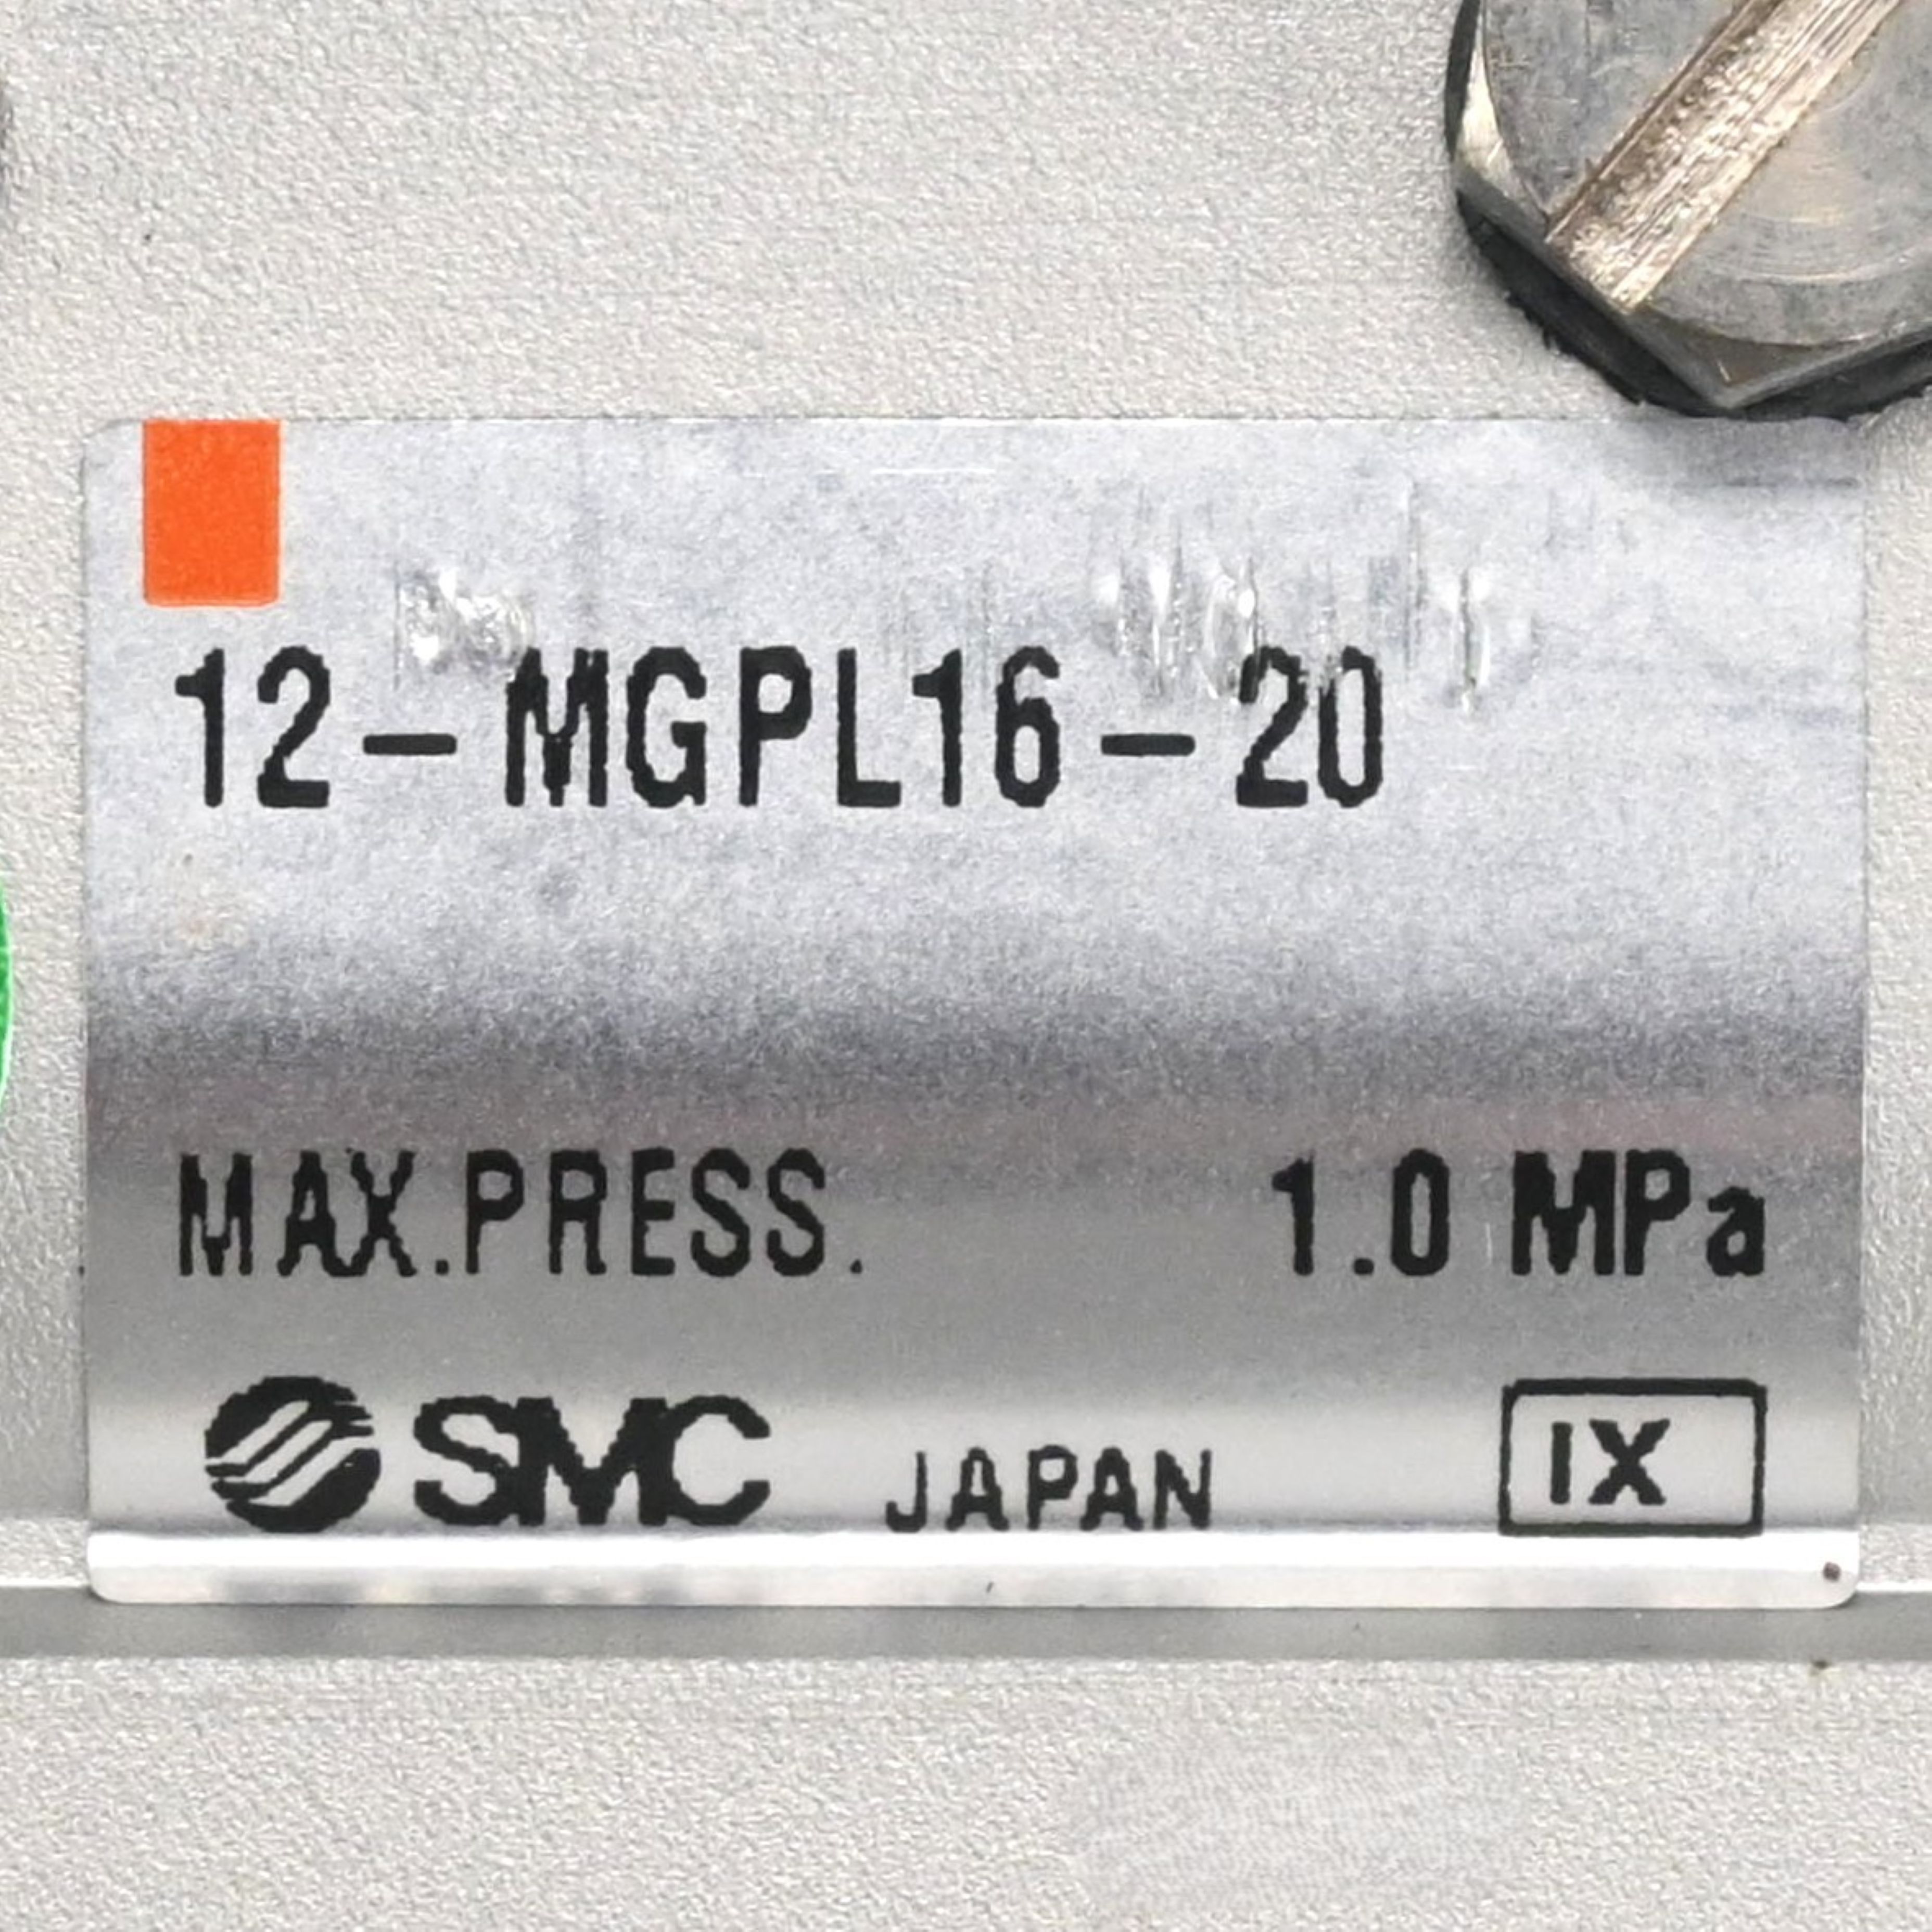 12-MGPL16-20
MAX.PRESS. 1.0 MPa
SMC JAPAN IX